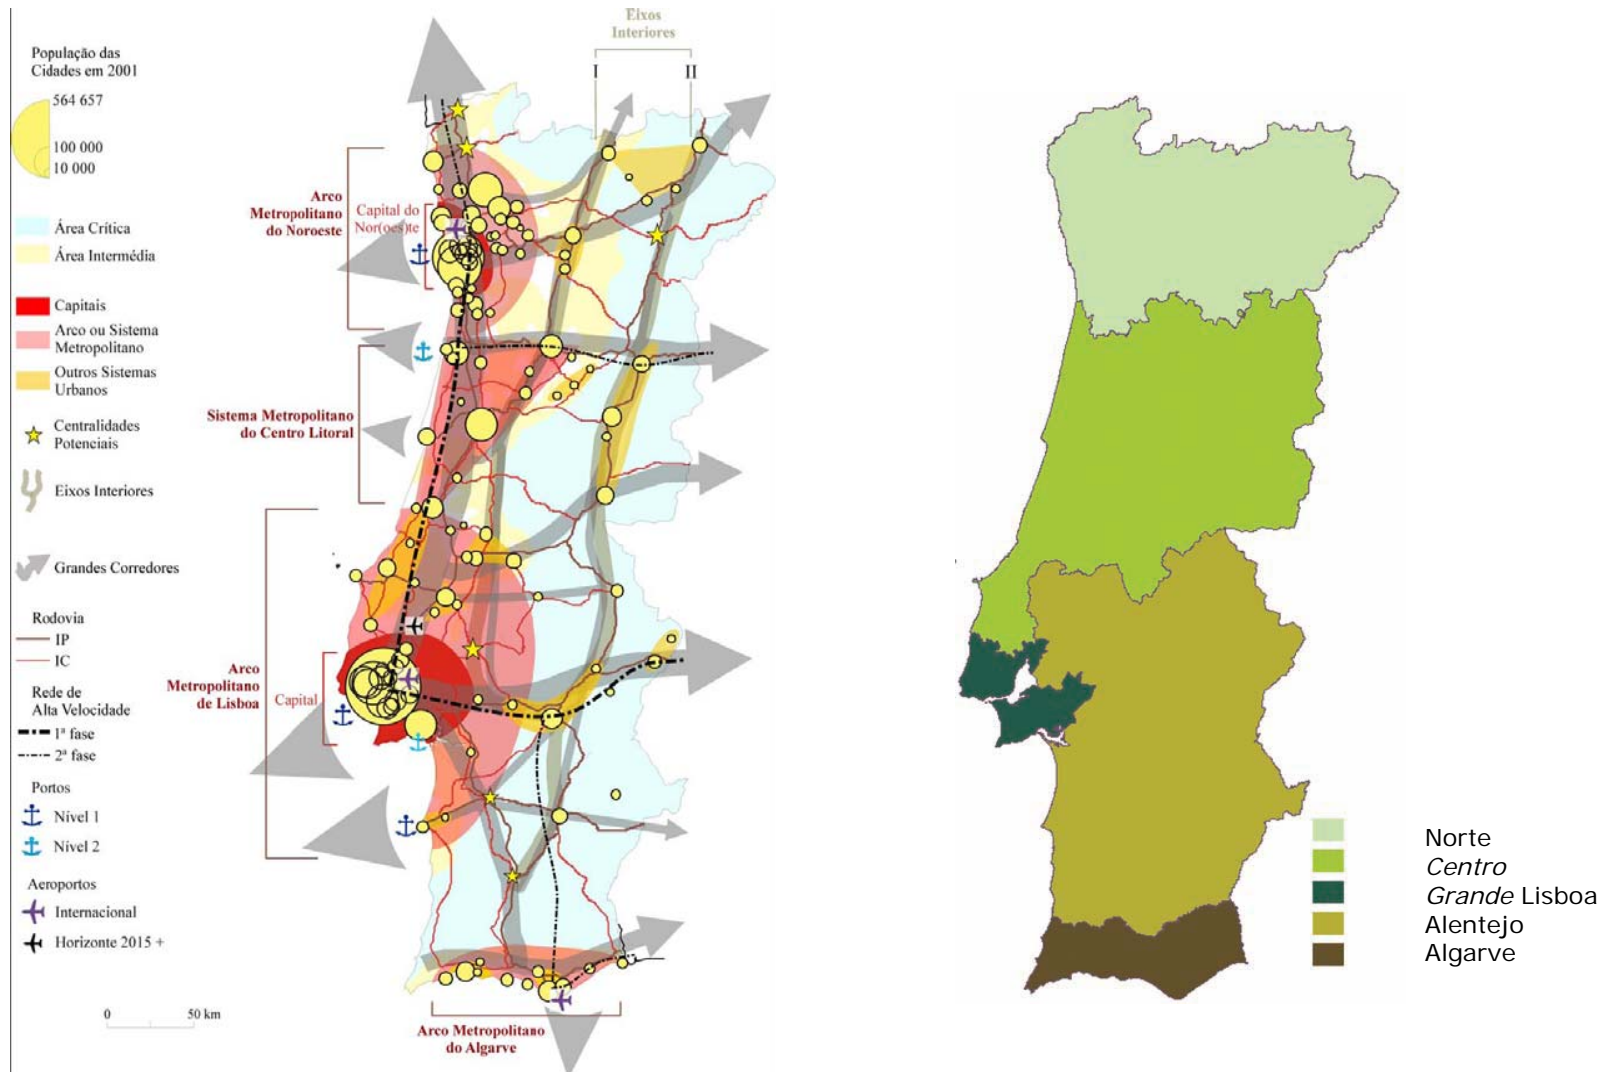 População das
Cidades em 2001
564 657
100 000
10 000
Área Crítica
Área Intermédia
Capitais
Arco ou Sistema
Metropolitano
Outros Sistemas
Urbanos
Centralidades
Potenciais
Eixos Interiores
Grandes Corredores
Rodovia
IP
IC
Rede de
Alta Velocidade
1ª fase
2ª fase
Portos
Nível 1
Nível 2
Aeroportos
Internacional
Horizonte 2015 +
0 50 km
Eixos
Interiores
I II
Arco
Metropolitano
do Noroeste
Capital do
Nor(oes)te
Sistema Metropolitano
do Centro Litoral
Arco
Metropolitano
de Lisboa
Capital
Arco Metropolitano
do Algarve
Norte
Centro
Grande Lisboa
Alentejo
Algarve